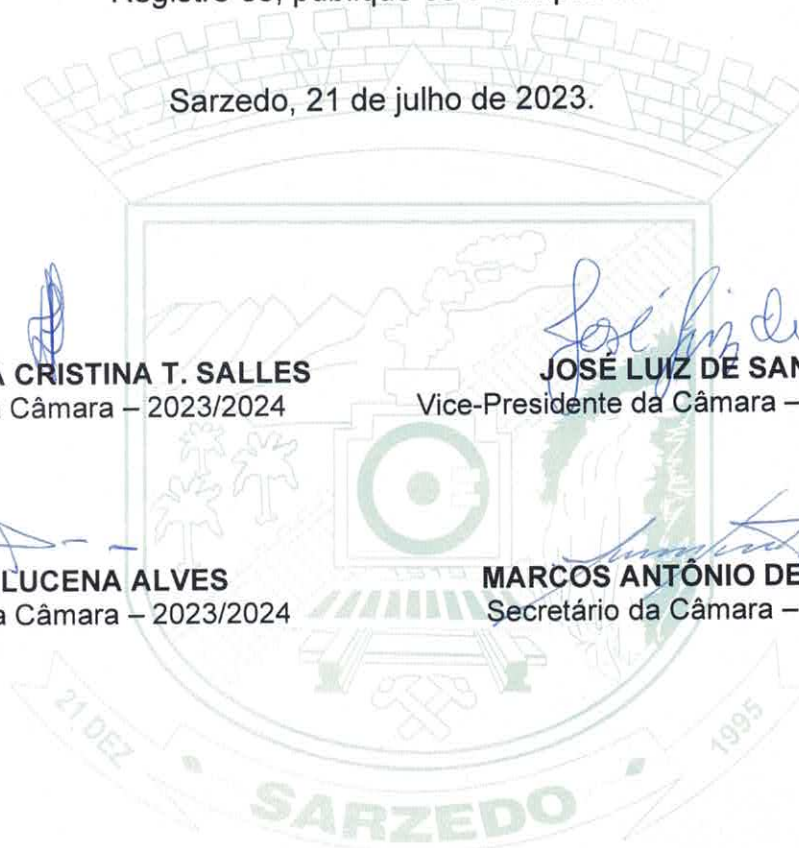 Sarzedo, 21 de julho de 2023.
CRISTINA T. SALLES
Câmara – 2023/2024
JOSÉ LUIZ DE SAN
Vice-Presidente da Câmara –
LUCENA ALVES
a Câmara – 2023/2024
MARCOS ANTÔNIO DE
Secretário da Câmara –
1910
21 DEZ
1995
SARZEDO